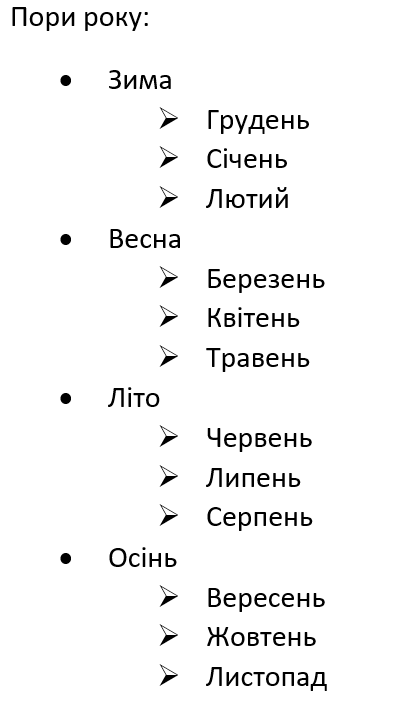 Пори року:
• Зима
➢ Грудень
➢ Січень
➢ Лютий
• Весна
➢ Березень
➢ Квітень
➢ Травень
• Літо
➢ Червень
➢ Липень
➢ Серпень
• Осінь
➢ Вересень
➢ Жовтень
➢ Листопад